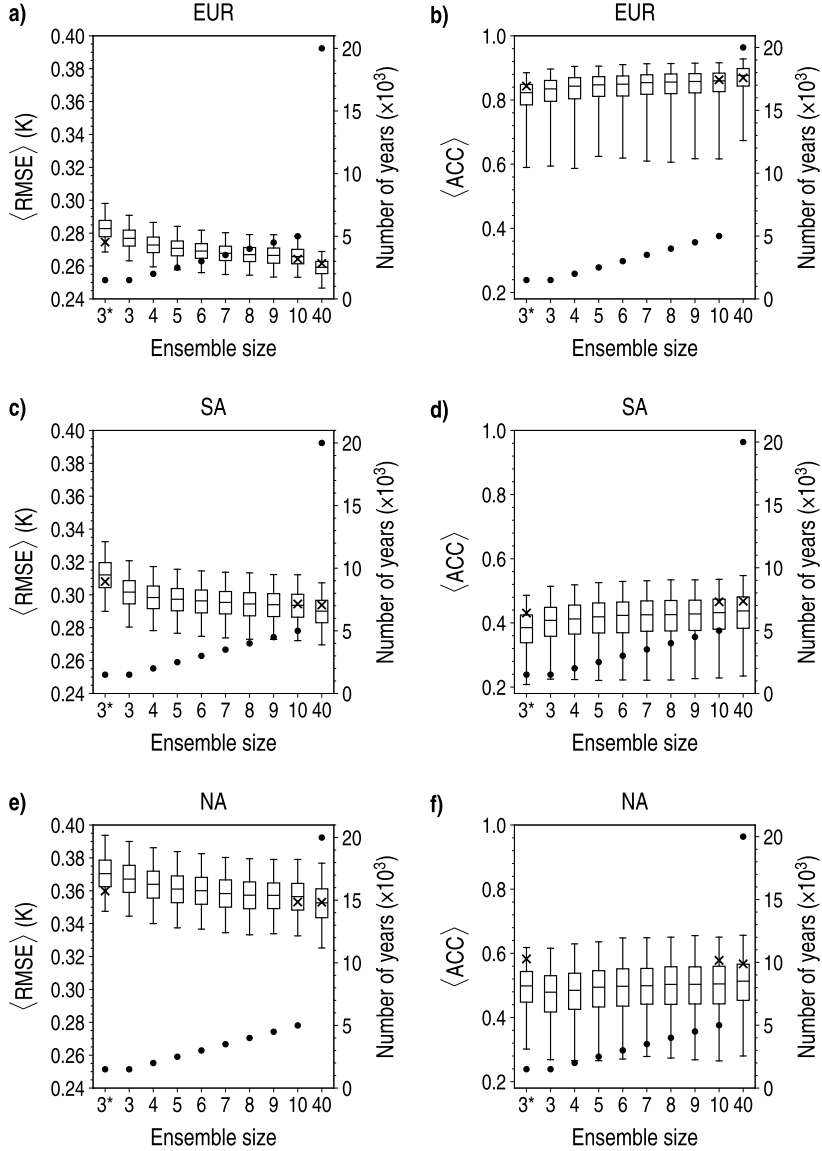 a) EUR
⟨RMSE⟩ (K)
0.40
0.38
0.36
0.34
0.32
0.30
0.28
0.26
0.24
20
15
10
5
0
Number of years (×10³)
3* 3 4 5 6 7 8 9 10 40
Ensemble size
b) EUR
⟨ACC⟩
1.0
0.8
0.6
0.4
0.2
20
15
10
5
0
Number of years (×10³)
3* 3 4 5 6 7 8 9 10 40
Ensemble size
c) SA
⟨RMSE⟩ (K)
0.40
0.38
0.36
0.34
0.32
0.30
0.28
0.26
0.24
20
15
10
5
0
Number of years (×10³)
3* 3 4 5 6 7 8 9 10 40
Ensemble size
d) SA
⟨ACC⟩
1.0
0.8
0.6
0.4
0.2
20
15
10
5
0
Number of years (×10³)
3* 3 4 5 6 7 8 9 10 40
Ensemble size
e) NA
⟨RMSE⟩ (K)
0.40
0.38
0.36
0.34
0.32
0.30
0.28
0.26
0.24
20
15
10
5
0
Number of years (×10³)
3* 3 4 5 6 7 8 9 10 40
Ensemble size
f) NA
⟨ACC⟩
1.0
0.8
0.6
0.4
0.2
20
15
10
5
0
Number of years (×10³)
3* 3 4 5 6 7 8 9 10 40
Ensemble size